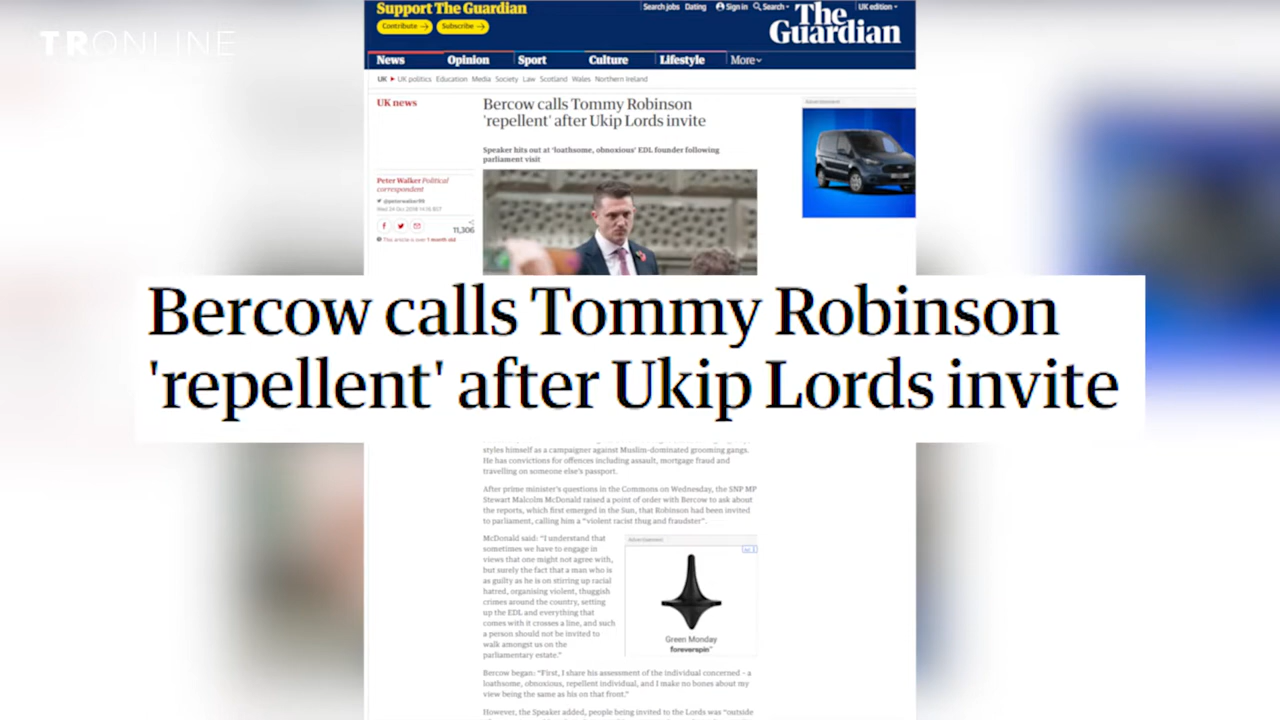 TRONLINE
Support The Guardian
Contribute →
Subscribe →
Search jobs Dating Sign in Search UK edition
The
Guardian
News Opinion Sport Culture Lifestyle More
UK UK politics Education Media Society Law Scotland Wales Northern Ireland
UK news
Bercow calls Tommy Robinson
'repellent' after Ukip Lords invite
Speaker hits out at 'loathsome, obnoxious' EDL founder following
parliament visit
Peter Walker Political
correspondent
@peterwalker99
Wed 24 Oct 2018
11,306
This article is over 1 month old
Advertisement
Bercow calls Tommy Robinson
'repellent' after Ukip Lords invite
styles himself as a campaigner against Muslim-dominated grooming gangs.
He has convictions for offences including assault, mortgage fraud and
travelling on someone else's passport.
After prime minister's questions in the Commons on Wednesday, the SNP MP
Stewart Malcolm McDonald raised a point of order with Bercow to ask about
the reports, which first emerged in the Sun, that Robinson had been invited
to parliament, calling him a “violent racist thug and fraudster”.
McDonald said: “I understand that
sometimes we have to engage in
views that one might not agree with,
but surely the fact that a man who is
as guilty as he is on stirring up racial
hatred, organising violent, thuggish
crimes around the country, setting
up the EDL and everything that
comes with it crosses a line, and such
a person should not be invited to
walk amongst us on the
parliamentary estate.”
Advertisement
Green Monday
foreverspin™
Bercow began: “First, I share his assessment of the individual concerned – a
loathsome, obnoxious, repellent individual, and I make no bones about my
view being the same as his on that front.”
However, the Speaker added, people being invited to the Lords was “outside